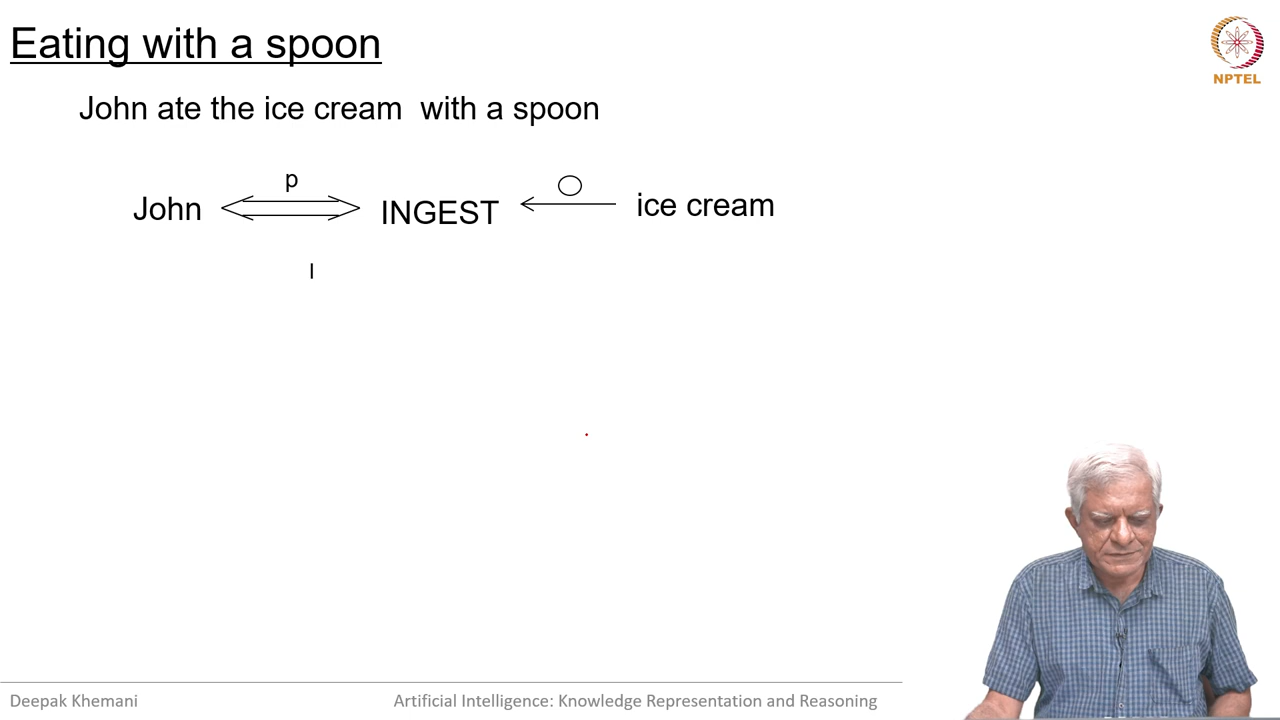 Eating with a spoon
NPTEL
John ate the ice cream with a spoon
p
John INGEST ice cream
I
Deepak Khemani Artificial Intelligence: Knowledge Representation and Reasoning